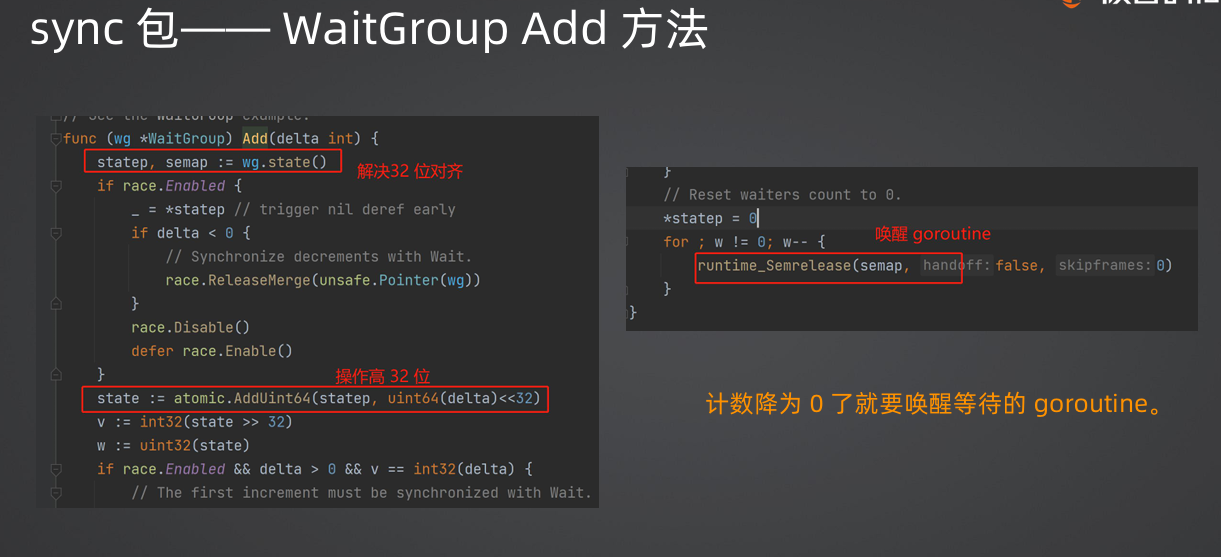 sync 包—— WaitGroup Add 方法
// See the WaitGroup example.
func (wg *WaitGroup) Add(delta int) {
statep, semap := wg.state()
解决32 位对齐
if race.Enabled {
_ = *statep // trigger nil deref early
if delta < 0 {
// Synchronize decrements with Wait.
race.ReleaseMerge(unsafe.Pointer(wg))
}
race.Disable()
defer race.Enable()
}
操作高 32 位
state := atomic.AddUint64(statep, uint64(delta)<<32)
v := int32(state >> 32)
w := uint32(state)
if race.Enabled && delta > 0 && v == int32(delta) {
// The first increment must be synchronized with Wait.
}
// Reset waiters count to 0.
*statep = 0
唤醒 goroutine
for ; w != 0; w-- {
runtime_Semrelease(semap, handoff: false, skipframes: 0)
}
}
计数降为 0 了就要唤醒等待的 goroutine。